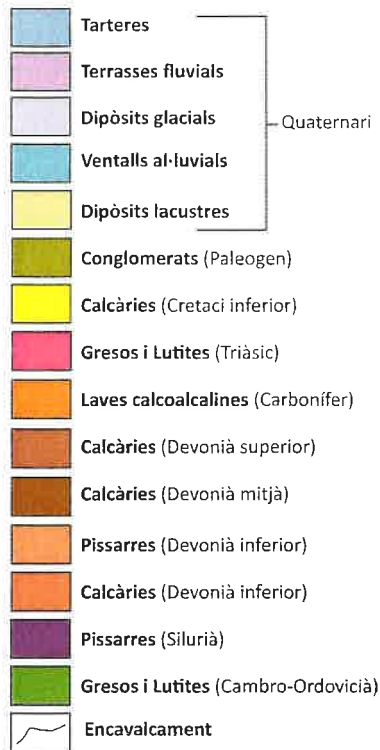 Tarteres
Terrasses fluvials
Dipòsits glacials
Quaternari
Ventalls al·luvials
Dipòsits lacustres
Conglomerats (Paleogen)
Calcàries (Cretaci inferior)
Gresos i Lutites (Triàsic)
Laves calcoalcalines (Carbonífer)
Calcàries (Devonià superior)
Calcàries (Devonià mitjà)
Pissarres (Devonià inferior)
Calcàries (Devonià inferior)
Pissarres (Silurià)
Gresos i Lutites (Cambro-Ordovicià)
Encavalcament